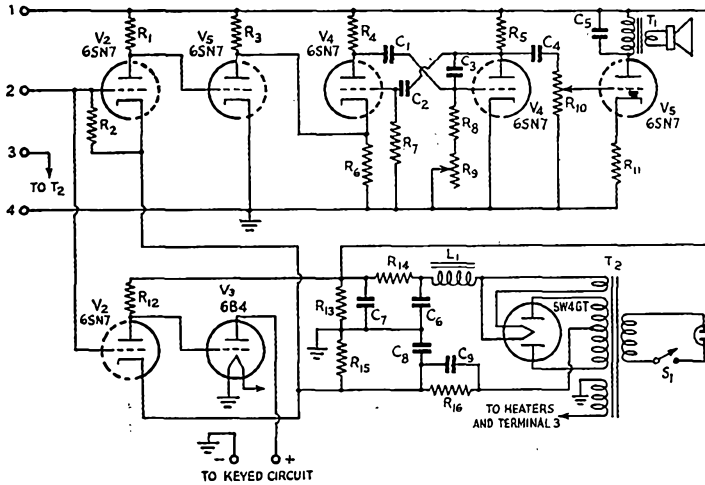 1
2
3
4
TO T2
V2
6SN7
R1
R2
V5
6SN7
R3
V4
6SN7
R4
C1
C2
C3
R5
C4
R6
R7
R8
R9
V4
6SN7
R10
C5
T1
V5
6SN7
R11
V2
6SN7
R12
V3
6B4
R13
R14
L1
C7
C6
R15
C8
C9
R16
5W4GT
T2
S1
TO HEATERS
AND TERMINAL 3
- +
TO KEYED CIRCUIT